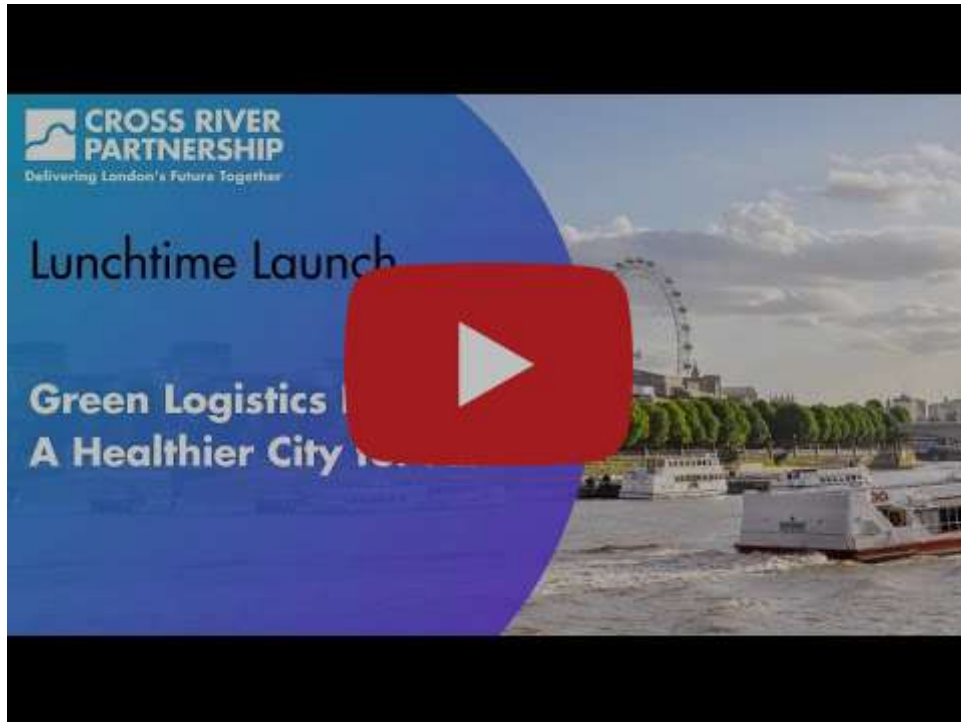 CROSS RIVER
PARTNERSHIP
Delivering London's Future Together
Lunchtime Launch
Green Logistics
A Healthier City